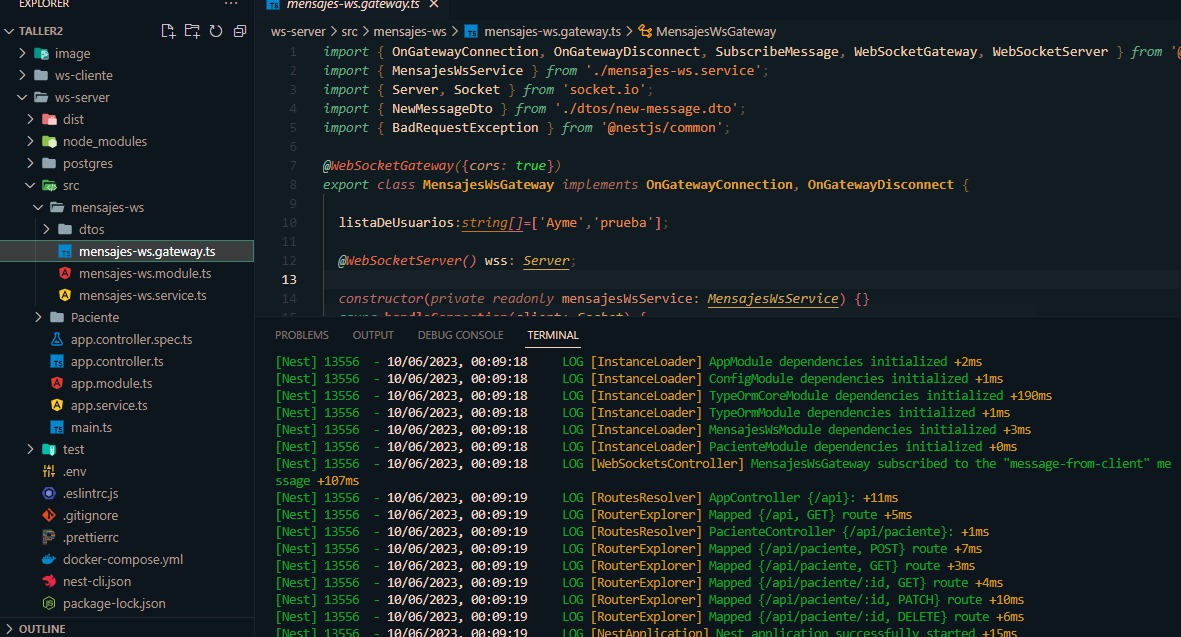 EXPLORER
TALLER2
image
ws-cliente
ws-server
dist
node_modules
postgres
src
mensajes-ws
dtos
mensajes-ws.gateway.ts
mensajes-ws.module.ts
mensajes-ws.service.ts
Paciente
app.controller.spec.ts
app.controller.ts
app.module.ts
app.service.ts
main.ts
test
.env
.eslintrc.js
.gitignore
.prettierrc
docker-compose.yml
nest-cli.json
package-lock.json
OUTLINE
mensajes-ws.gateway.ts
ws-server > src > mensajes-ws > mensajes-ws.gateway.ts > MensajesWsGateway
1 import { OnGatewayConnection, OnGatewayDisconnect, SubscribeMessage, WebSocketGateway, WebSocketServer } from '@
2 import { MensajesWsService } from './mensajes-ws.service';
3 import { Server, Socket } from 'socket.io';
4 import { NewMessageDto } from './dtos/new-message.dto';
5 import { BadRequestException } from '@nestjs/common';
6
7 @WebSocketGateway({cors: true})
8 export class MensajesWsGateway implements OnGatewayConnection, OnGatewayDisconnect {
9
10 listaDeUsuarios:string[]=['Ayme','prueba'];
11
12 @WebSocketServer() wss: Server;
13
14 constructor(private readonly mensajesWsService: MensajesWsService) {}
15 async handleConnection(client: Socket) {
PROBLEMS OUTPUT DEBUG CONSOLE TERMINAL
[Nest] 13556 - 10/06/2023, 00:09:18 LOG [InstanceLoader] AppModule dependencies initialized +2ms
[Nest] 13556 - 10/06/2023, 00:09:18 LOG [InstanceLoader] ConfigModule dependencies initialized +1ms
[Nest] 13556 - 10/06/2023, 00:09:18 LOG [InstanceLoader] TypeOrmCoreModule dependencies initialized +190ms
[Nest] 13556 - 10/06/2023, 00:09:18 LOG [InstanceLoader] TypeOrmModule dependencies initialized +1ms
[Nest] 13556 - 10/06/2023, 00:09:18 LOG [InstanceLoader] MensajesWsModule dependencies initialized +3ms
[Nest] 13556 - 10/06/2023, 00:09:18 LOG [InstanceLoader] PacienteModule dependencies initialized +0ms
[Nest] 13556 - 10/06/2023, 00:09:18 LOG [WebSocketsController] MensajesWsGateway subscribed to the "message-from-client" me
ssage +107ms
[Nest] 13556 - 10/06/2023, 00:09:19 LOG [RoutesResolver] AppController {/api}: +11ms
[Nest] 13556 - 10/06/2023, 00:09:19 LOG [RouterExplorer] Mapped {/api, GET} route +5ms
[Nest] 13556 - 10/06/2023, 00:09:19 LOG [RoutesResolver] PacienteController {/api/paciente}: +1ms
[Nest] 13556 - 10/06/2023, 00:09:19 LOG [RouterExplorer] Mapped {/api/paciente, POST} route +7ms
[Nest] 13556 - 10/06/2023, 00:09:19 LOG [RouterExplorer] Mapped {/api/paciente, GET} route +3ms
[Nest] 13556 - 10/06/2023, 00:09:19 LOG [RouterExplorer] Mapped {/api/paciente/:id, GET} route +4ms
[Nest] 13556 - 10/06/2023, 00:09:19 LOG [RouterExplorer] Mapped {/api/paciente/:id, PATCH} route +10ms
[Nest] 13556 - 10/06/2023, 00:09:19 LOG [RouterExplorer] Mapped {/api/paciente/:id, DELETE} route +6ms
[Nest] 13556 - 10/06/2023, 00:09:19 LOG [NestApplication] Nest application successfully started +15ms